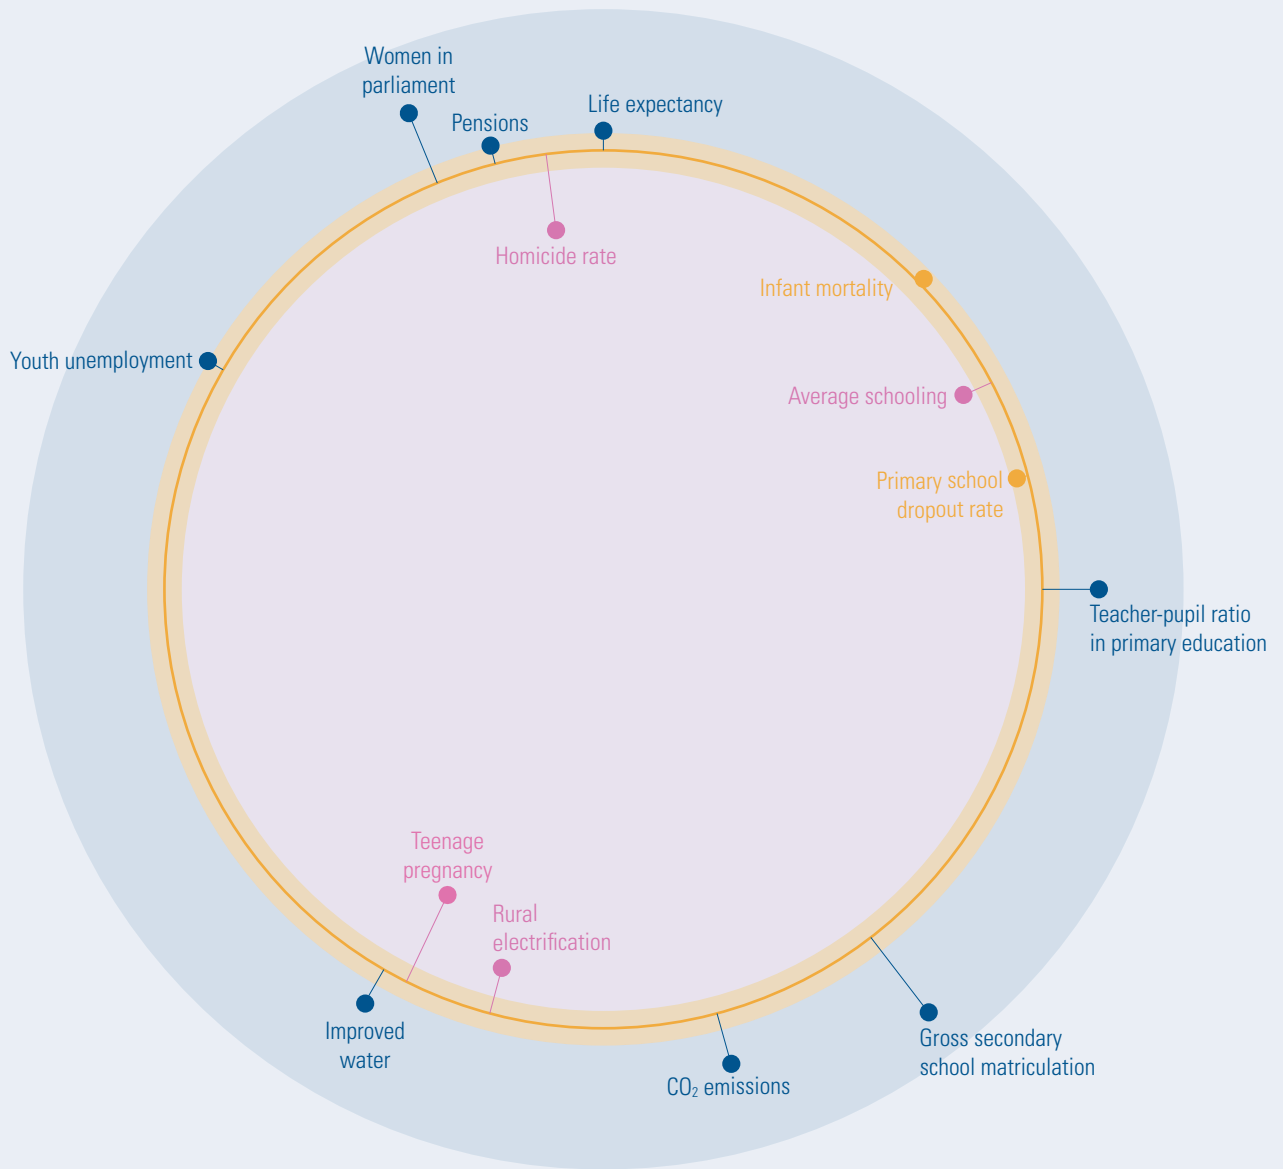 Women in
parliament
Pensions
Life expectancy
Homicide rate
Infant mortality
Youth unemployment
Average schooling
Primary school
dropout rate
Teacher-pupil ratio
in primary education
Teenage
pregnancy
Rural
electrification
Improved
water
CO₂ emissions
Gross secondary
school matriculation